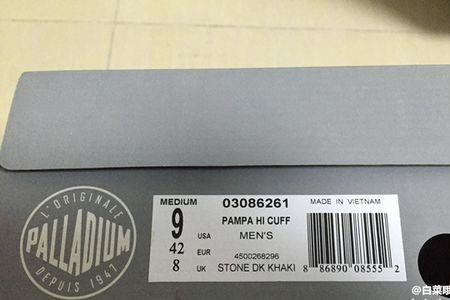 L'ORIGINALE
PALLADIUM
DEPUIS 1947
MEDIUM 03086261 MADE IN VIETNAM
9 USA PAMPA HI CUFF
MEN'S
42 EUR 4500268296
8 UK STONE DK KHAKI 8 86890 08555 2
@白菜哦